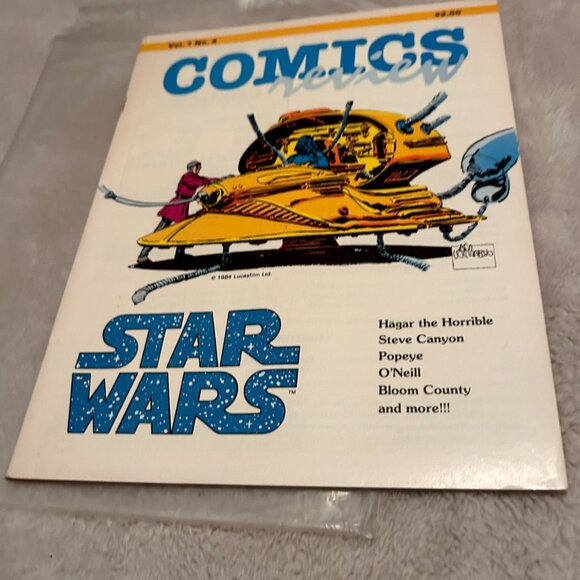 Vol. 1 No. 4
$2.00
COMICS
review
© 1984 Lucasfilm Ltd.
STAR
WARS™
Hägar the Horrible
Steve Canyon
Popeye
O'Neill
Bloom County
and more!!!